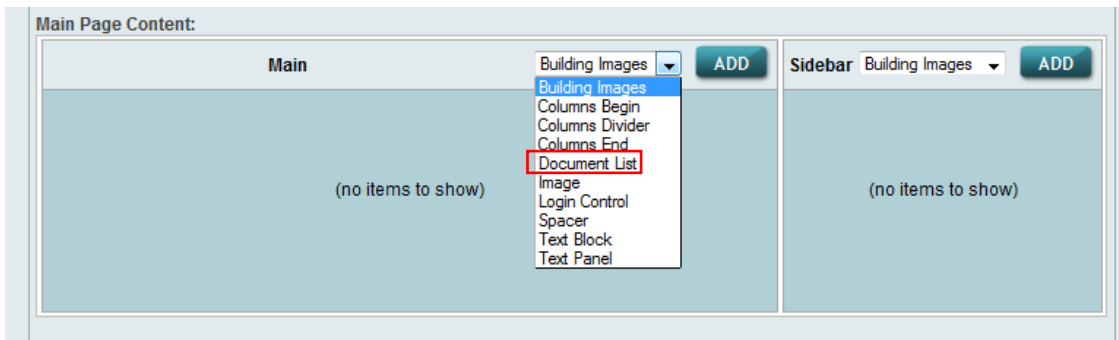 Main Page Content:
Main Building Images ADD Sidebar Building Images ADD
Building Images
Columns Begin
Columns Divider
Columns End
Document List
Image
Login Control
Spacer
Text Block
Text Panel
(no items to show) (no items to show)